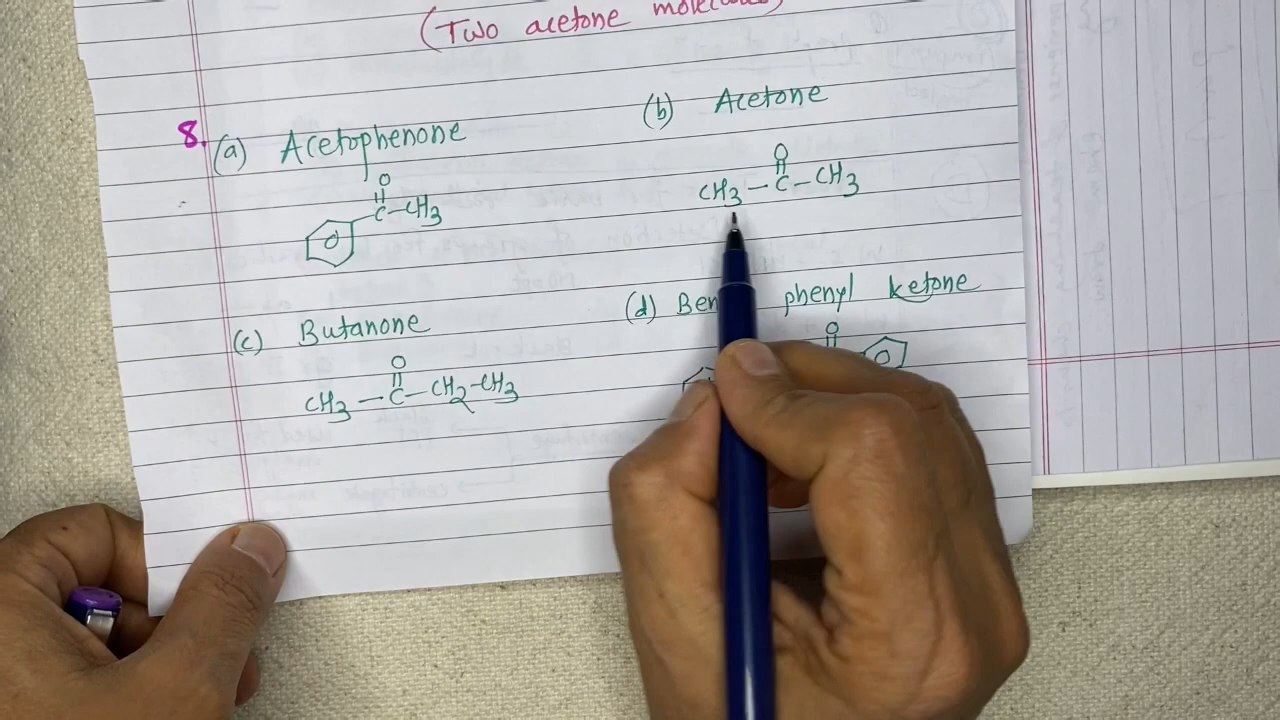 (Two acetone
8. (a) Acetophenone
O
C-CH3
(b) Acetone
O
CH3-C-CH3
(c) Butanone
O
CH3-C-CH2-CH3
(d) Ben phenyl ketone
O